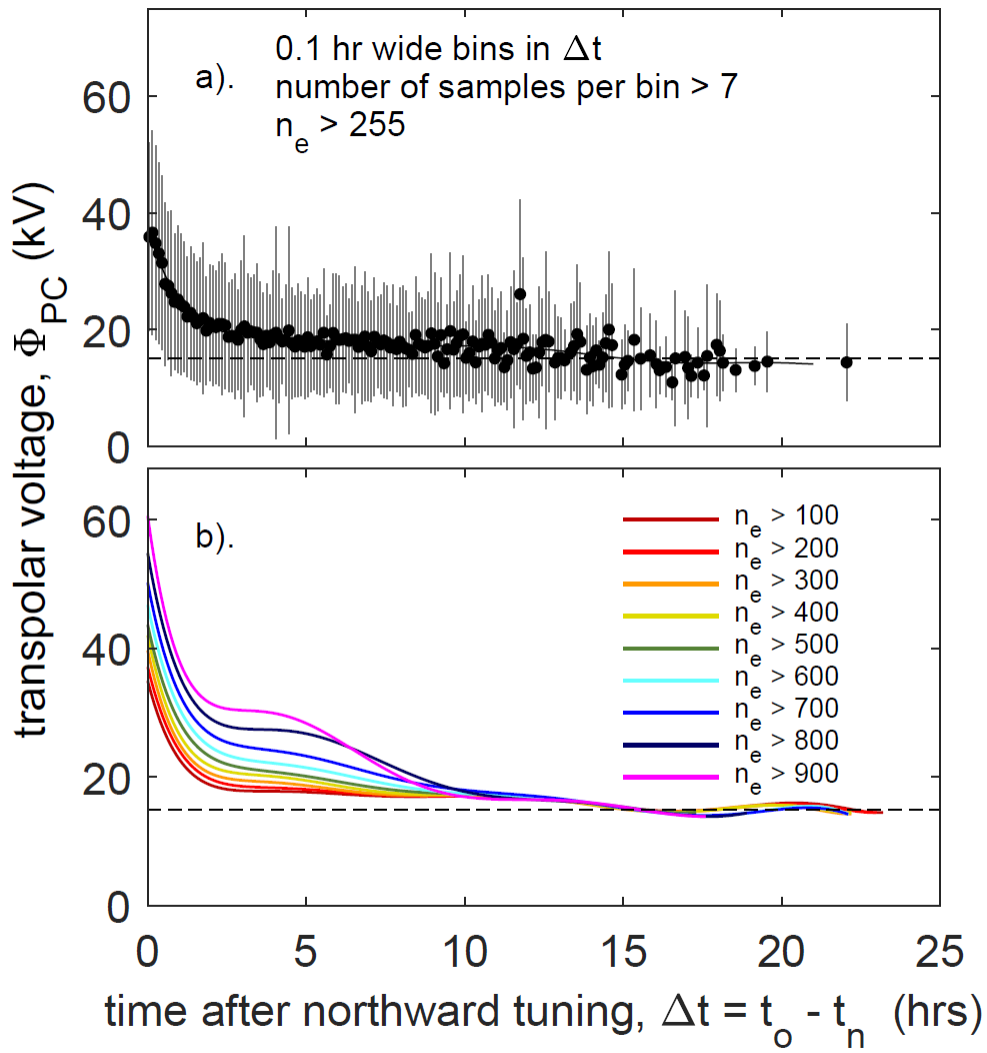 a).
0.1 hr wide bins in Δt
number of samples per bin > 7
n_e > 255
60
40
20
0
transpolar voltage, Φ_PC (kV)
b).
n_e > 100
n_e > 200
n_e > 300
n_e > 400
n_e > 500
n_e > 600
n_e > 700
n_e > 800
n_e > 900
60
40
20
0
0 5 10 15 20 25
time after northward tuning, Δt = t_o - t_n (hrs)